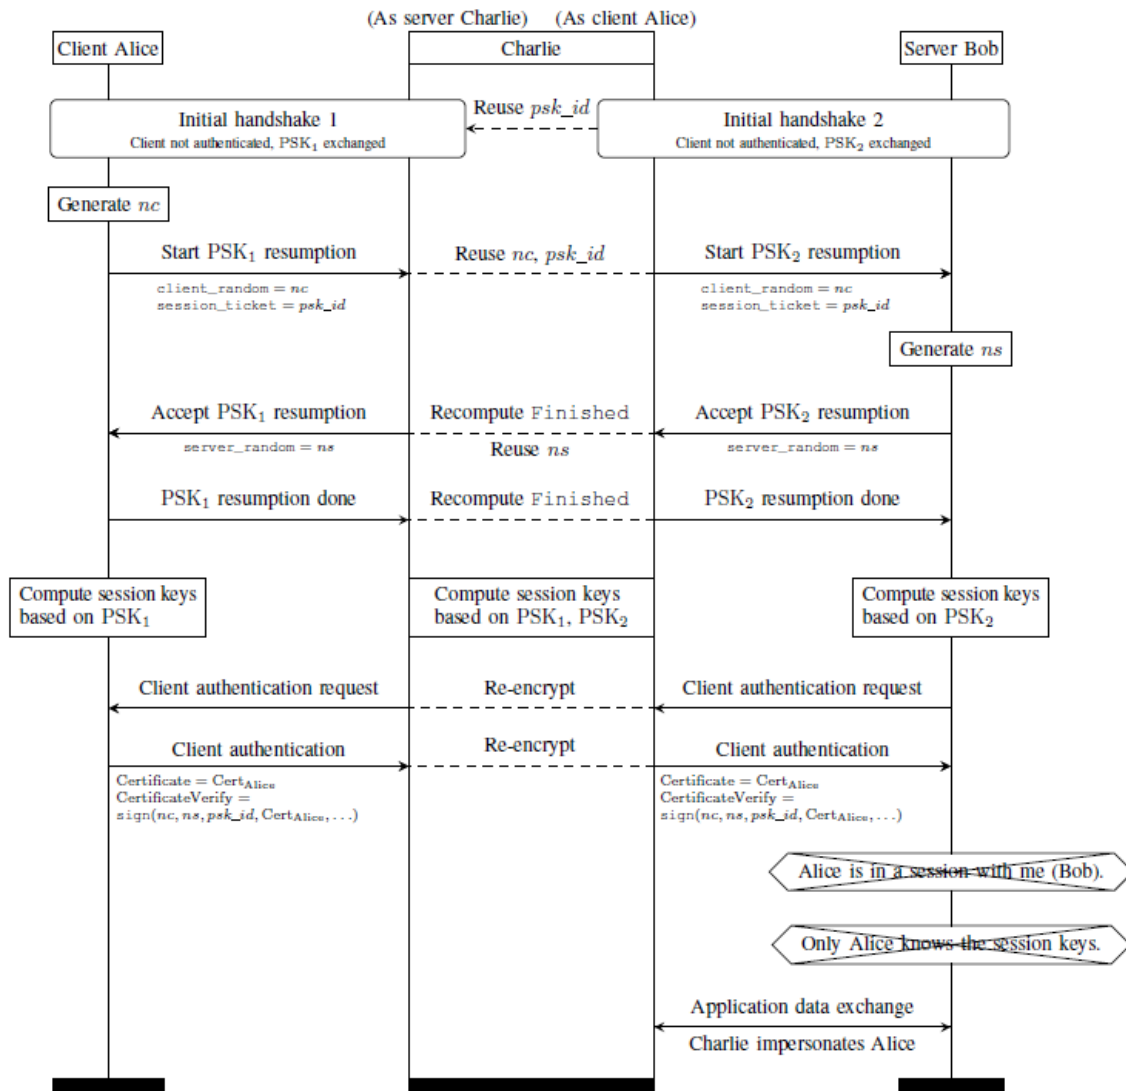 (As server Charlie) (As client Alice)
Client Alice Charlie Server Bob
Reuse psk_id
Initial handshake 1 Initial handshake 2
Client not authenticated, PSK₁ exchanged Client not authenticated, PSK₂ exchanged
Generate nc
Start PSK₁ resumption Reuse nc, psk_id Start PSK₂ resumption
client_random = nc client_random = nc
session_ticket = psk_id session_ticket = psk_id
Generate ns
Accept PSK₁ resumption Recompute Finished Accept PSK₂ resumption
server_random = ns Reuse ns server_random = ns
PSK₁ resumption done Recompute Finished PSK₂ resumption done
Compute session keys Compute session keys Compute session keys
based on PSK₁ based on PSK₁, PSK₂ based on PSK₂
Client authentication request Re-encrypt Client authentication request
Client authentication Re-encrypt Client authentication
Certificate = Cert_Alice Certificate = Cert_Alice
CertificateVerify = CertificateVerify =
sign(nc, ns, psk_id, Cert_Alice, …) sign(nc, ns, psk_id, Cert_Alice, …)
Alice is in a session with me (Bob).
Only Alice knows the session keys.
Application data exchange
Charlie impersonates Alice